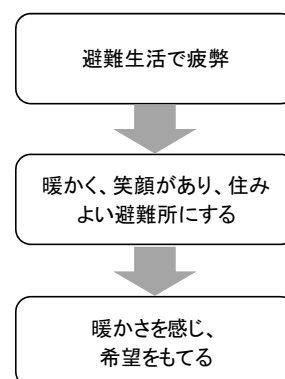 避難生活で疲弊
暖かく、笑顔があり、住み
よい避難所にする
暖かさを感じ、
希望をもてる